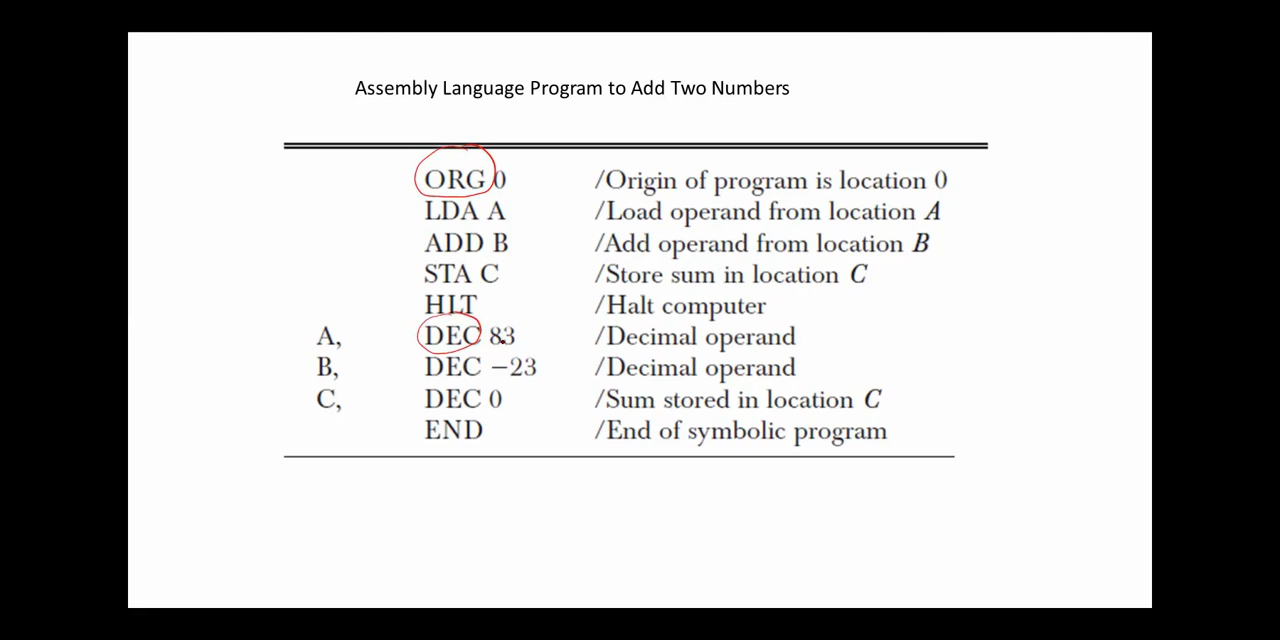 Assembly Language Program to Add Two Numbers
ORG 0 /Origin of program is location 0
LDA A /Load operand from location A
ADD B /Add operand from location B
STA C /Store sum in location C
HLT /Halt computer
A, DEC 83 /Decimal operand
B, DEC −23 /Decimal operand
C, DEC 0 /Sum stored in location C
END /End of symbolic program